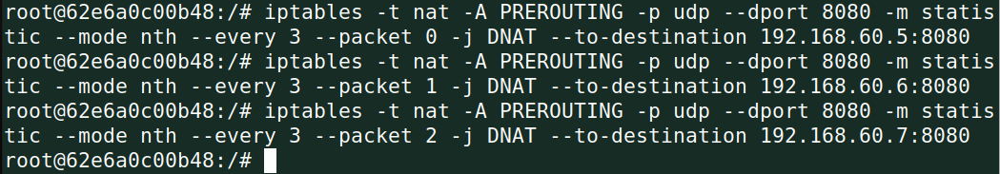 root@62e6a0c00b48:/# iptables -t nat -A PREROUTING -p udp --dport 8080 -m statis
tic --mode nth --every 3 --packet 0 -j DNAT --to-destination 192.168.60.5:8080
root@62e6a0c00b48:/# iptables -t nat -A PREROUTING -p udp --dport 8080 -m statis
tic --mode nth --every 3 --packet 1 -j DNAT --to-destination 192.168.60.6:8080
root@62e6a0c00b48:/# iptables -t nat -A PREROUTING -p udp --dport 8080 -m statis
tic --mode nth --every 3 --packet 2 -j DNAT --to-destination 192.168.60.7:8080
root@62e6a0c00b48:/#